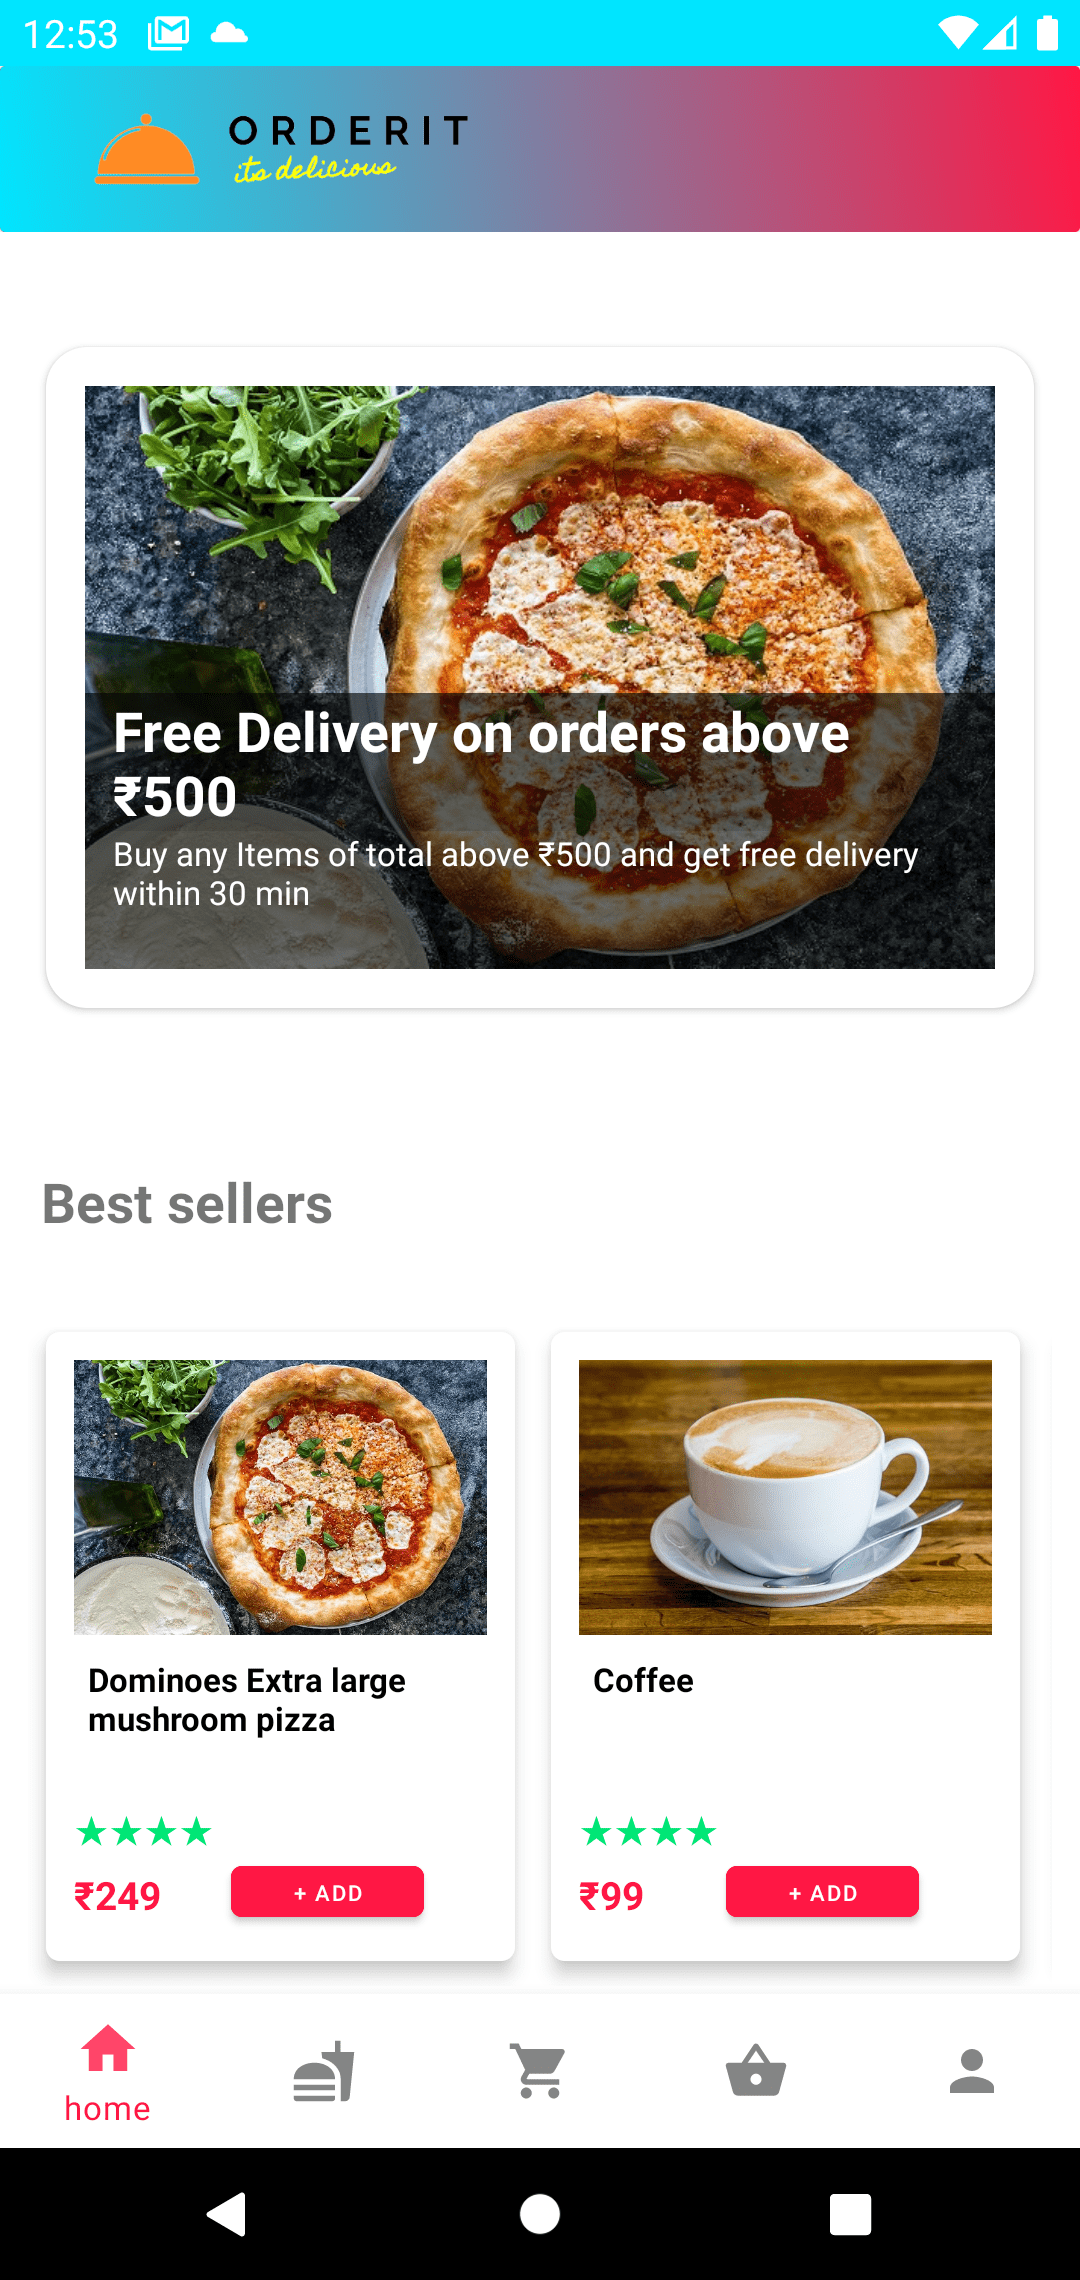 12:53
ORDERIT
its delicious
Free Delivery on orders above
₹500
Buy any Items of total above ₹500 and get free delivery
within 30 min
Best sellers
Dominoes Extra large
mushroom pizza
★★★★
₹249
+ ADD
Coffee
★★★★
₹99
+ ADD
home